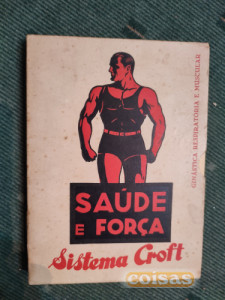 SAÚDE
E FORÇA
Sistema Croft
GINÁSTICA RESPIRATÓRIA E MUSCULAR
coisas